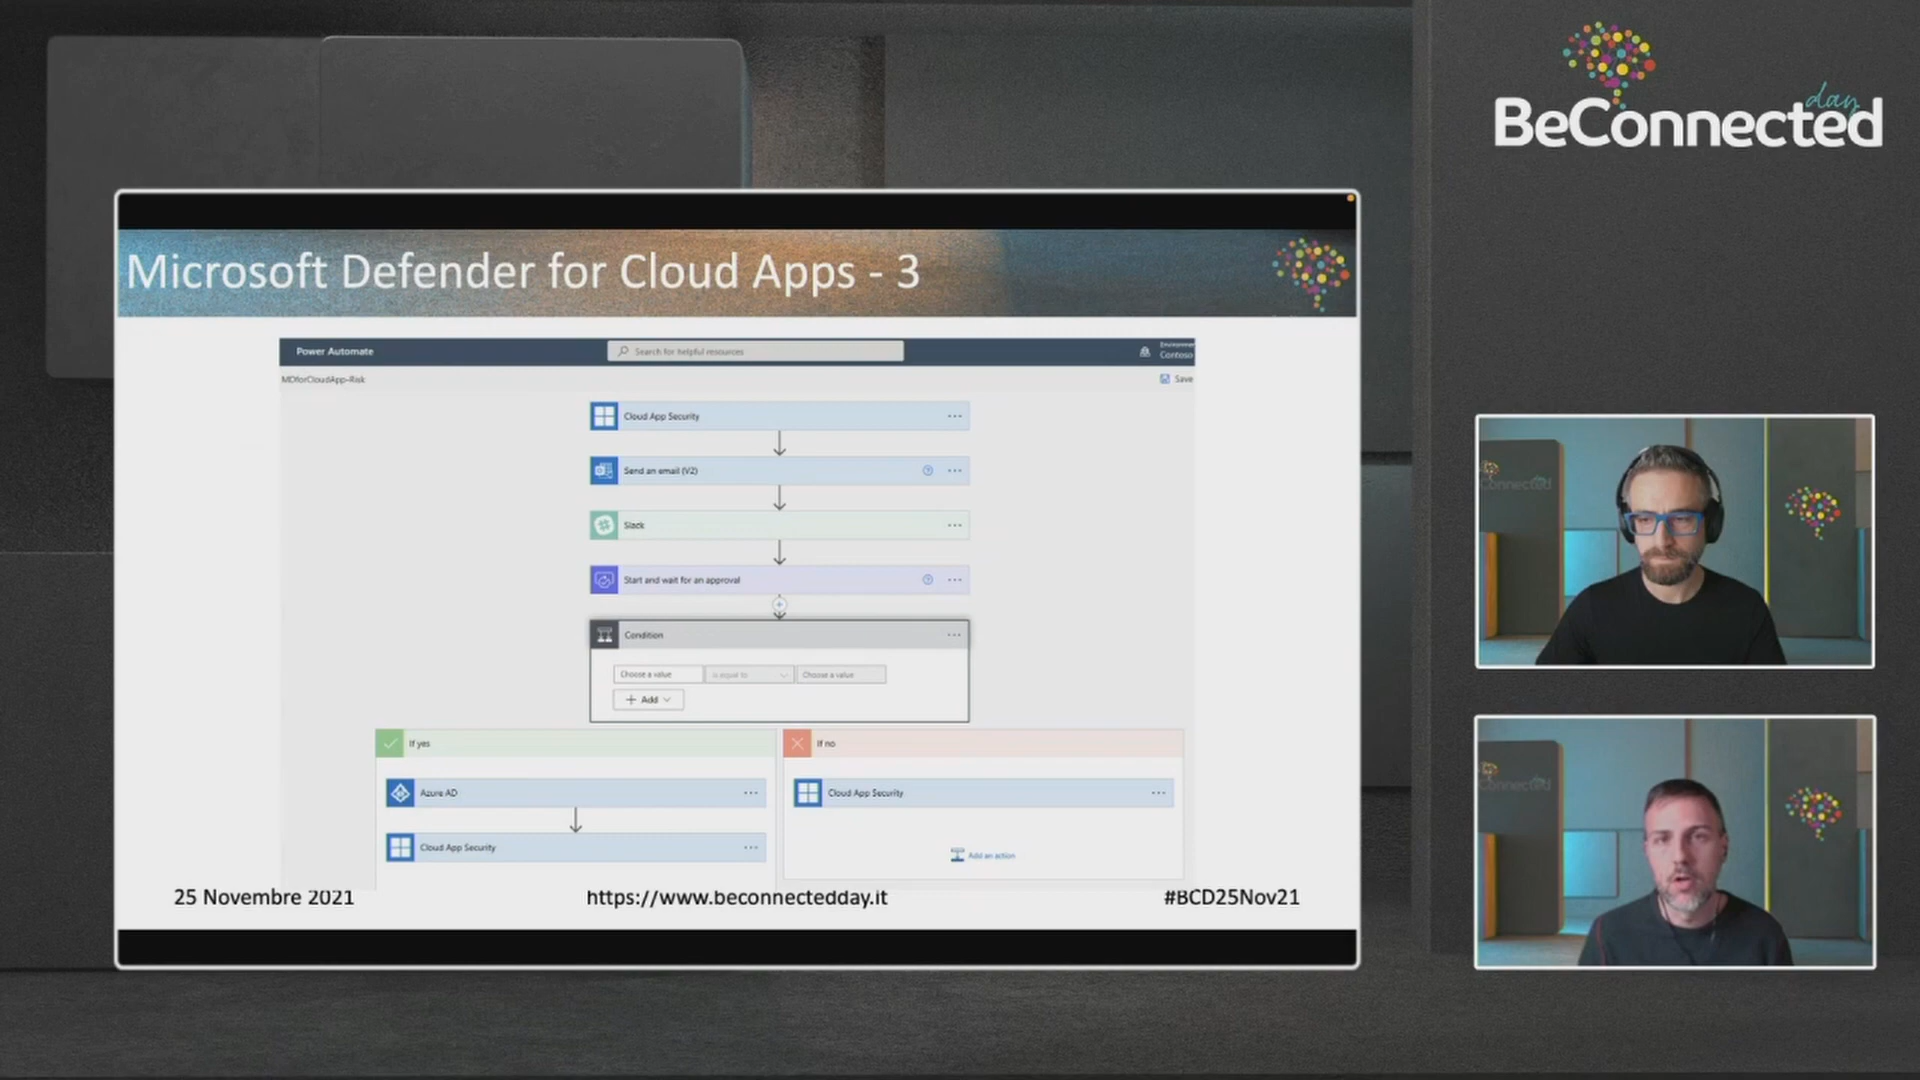 day
BeConnected
Microsoft Defender for Cloud Apps - 3
Power Automate
Search for helpful resources
Contoso
MDforCloudApp-Risk
Save
Cloud App Security
Send an email (V2)
Slack
Start and wait for an approval
Condition
Choose a value
is equal to
Choose a value
+ Add
If yes
If no
Azure AD
Cloud App Security
Cloud App Security
Add an action
25 Novembre 2021
https://www.beconnectedday.it
#BCD25Nov21